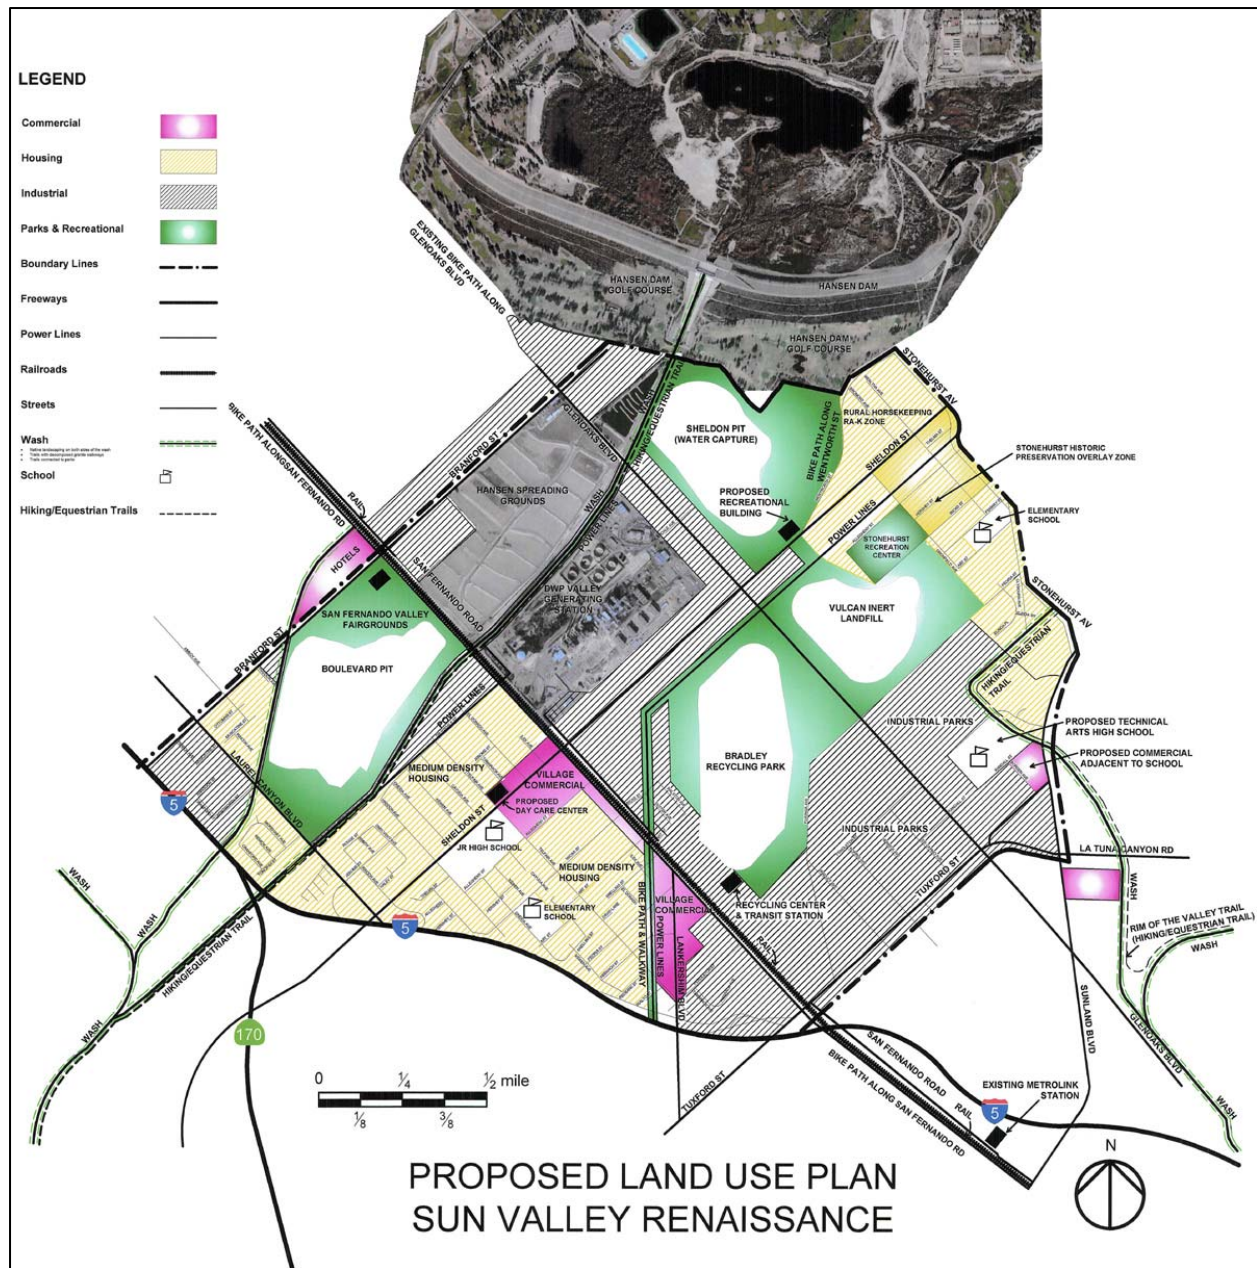 LEGEND
Commercial
Housing
Industrial
Parks & Recreational
Boundary Lines
Freeways
Power Lines
Railroads
Streets
Wash
School
Hiking/Equestrian Trails
EXISTING BIKE PATH ALONG
GLENOAKS BLVD
HANSEN DAM
GOLF COURSE
HANSEN DAM
HANSEN DAM
GOLF COURSE
STONEHURST AV
BIKE PATH ALONGSAN FERNANDO RD
RAIL
BRANFORD ST
GLENOAKS BLVD
WASH
HIKING/EQUESTRIAN TRAIL
SHELDON PIT
(WATER CAPTURE)
BIKE PATH ALONG
WENTWORTH ST
RURAL HORSEKEEPING
RA-K ZONE
SHELDON ST
STONEHURST HISTORIC
PRESERVATION OVERLAY ZONE
HANSEN SPREADING
GROUNDS
WASH
POWER LINES
PROPOSED
RECREATIONAL
BUILDING
POWER LINES
STONEHURST
RECREATION
CENTER
ELEMENTARY
SCHOOL
HOTELS
SAN FERNANDO ROAD
DWP VALLEY
GENERATING
STATION
SAN FERNANDO VALLEY
FAIRGROUNDS
VULCAN INERT
LANDFILL
STONEHURST AV
BRANFORD ST
BOULEVARD PIT
HIKING/EQUESTRIAN
TRAIL
POWER LINES
INDUSTRIAL PARKS
PROPOSED TECHNICAL
ARTS HIGH SCHOOL
LAUREL CANYON BLVD
MEDIUM DENSITY
HOUSING
VILLAGE
COMMERCIAL
BRADLEY
RECYCLING PARK
PROPOSED COMMERCIAL
ADJACENT TO SCHOOL
5
SHELDON ST
PROPOSED
DAY CARE CENTER
INDUSTRIAL PARKS
JR HIGH SCHOOL
TUXFORD ST
LA TUNA CANYON RD
MEDIUM DENSITY
HOUSING
WASH
WASH
BIKE PATH & WALKWAY
POWER LINES
VILLAGE
COMMERCIAL
LANKERSHIM BLVD
RECYCLING CENTER
& TRANSIT STATION
WASH
ELEMENTARY
SCHOOL
5
HIKING/EQUESTRIAN TRAIL
RAIL
RIM OF THE VALLEY TRAIL
(HIKING/EQUESTRIAN TRAIL)
WASH
WASH
170
SUNLAND BLVD
GLENOAKS BLVD
SAN FERNANDO ROAD
BIKE PATH ALONG SAN FERNANDO RD
0 1/4 1/2 mile
1/8 3/8
TUXFORD ST
RAIL
EXISTING METROLINK
STATION
5
WASH
N
PROPOSED LAND USE PLAN
SUN VALLEY RENAISSANCE